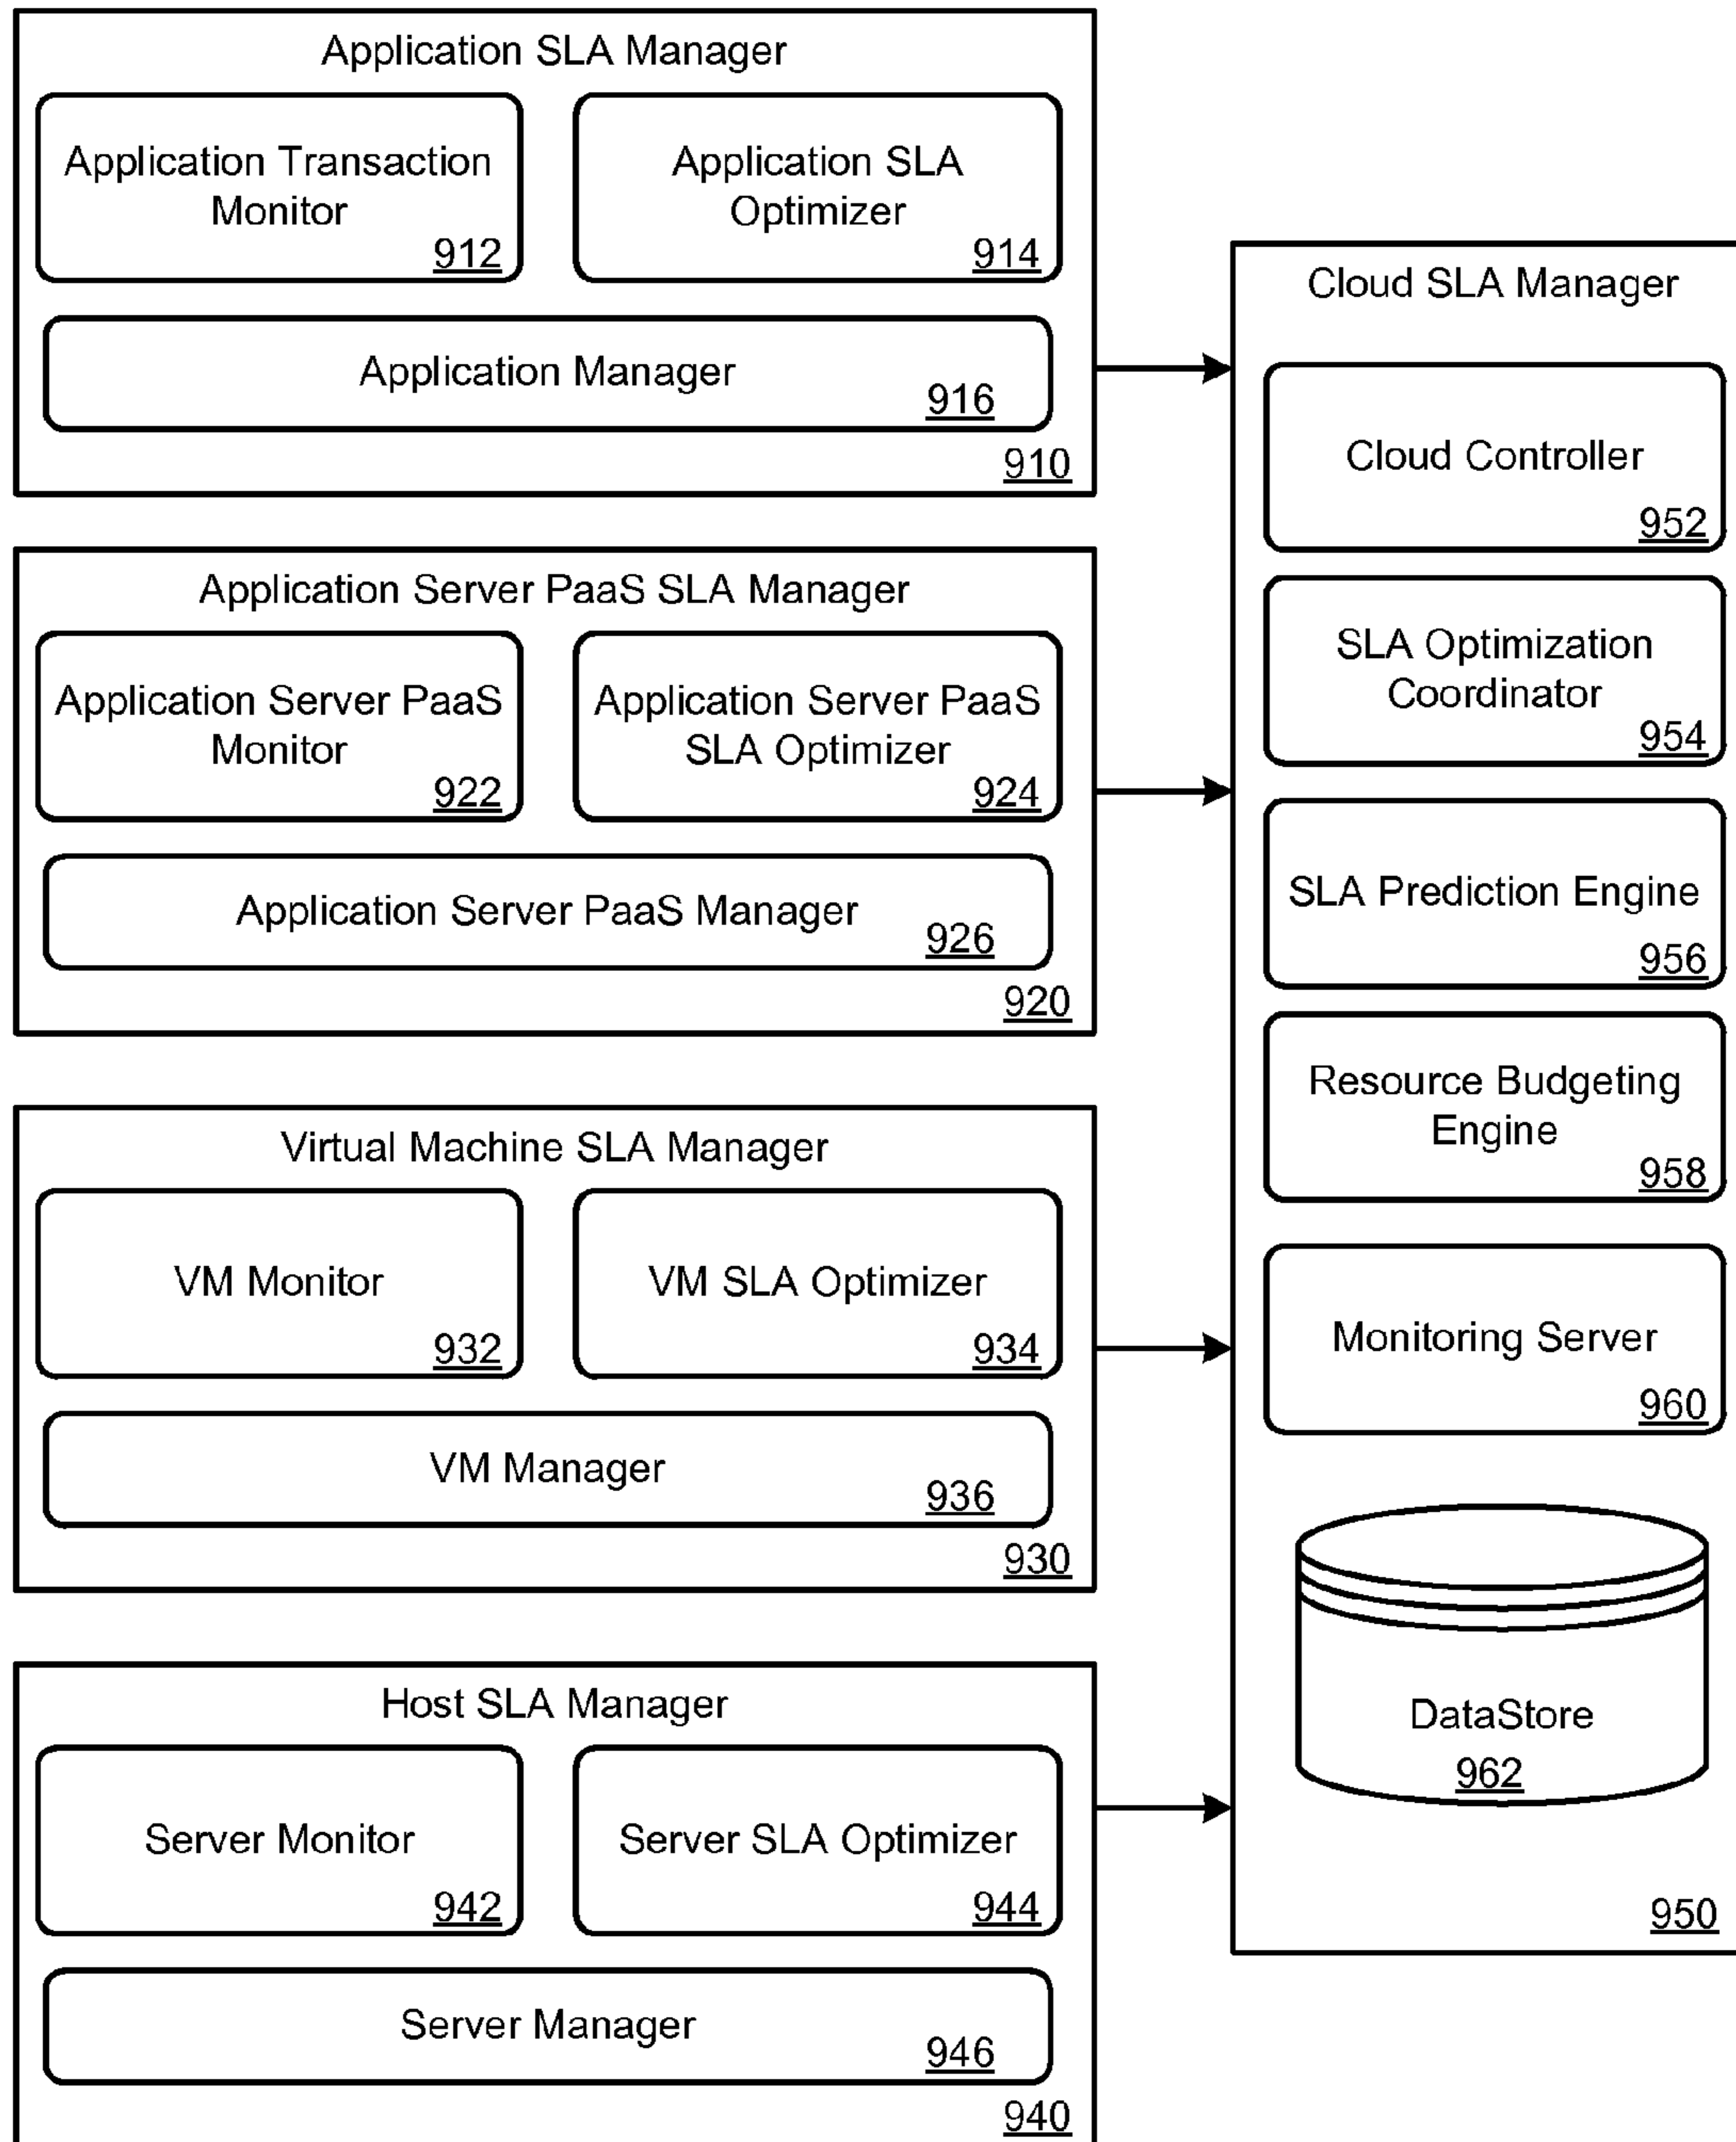 Application SLA Manager
Application Transaction
Monitor
912
Application SLA
Optimizer
914
Application Manager
916
910
Application Server PaaS SLA Manager
Application Server PaaS
Monitor
922
Application Server PaaS
SLA Optimizer
924
Application Server PaaS Manager
926
920
Virtual Machine SLA Manager
VM Monitor
932
VM SLA Optimizer
934
VM Manager
936
930
Host SLA Manager
Server Monitor
942
Server SLA Optimizer
944
Server Manager
946
940
Cloud SLA Manager
Cloud Controller
952
SLA Optimization
Coordinator
954
SLA Prediction Engine
956
Resource Budgeting
Engine
958
Monitoring Server
960
DataStore
962
950